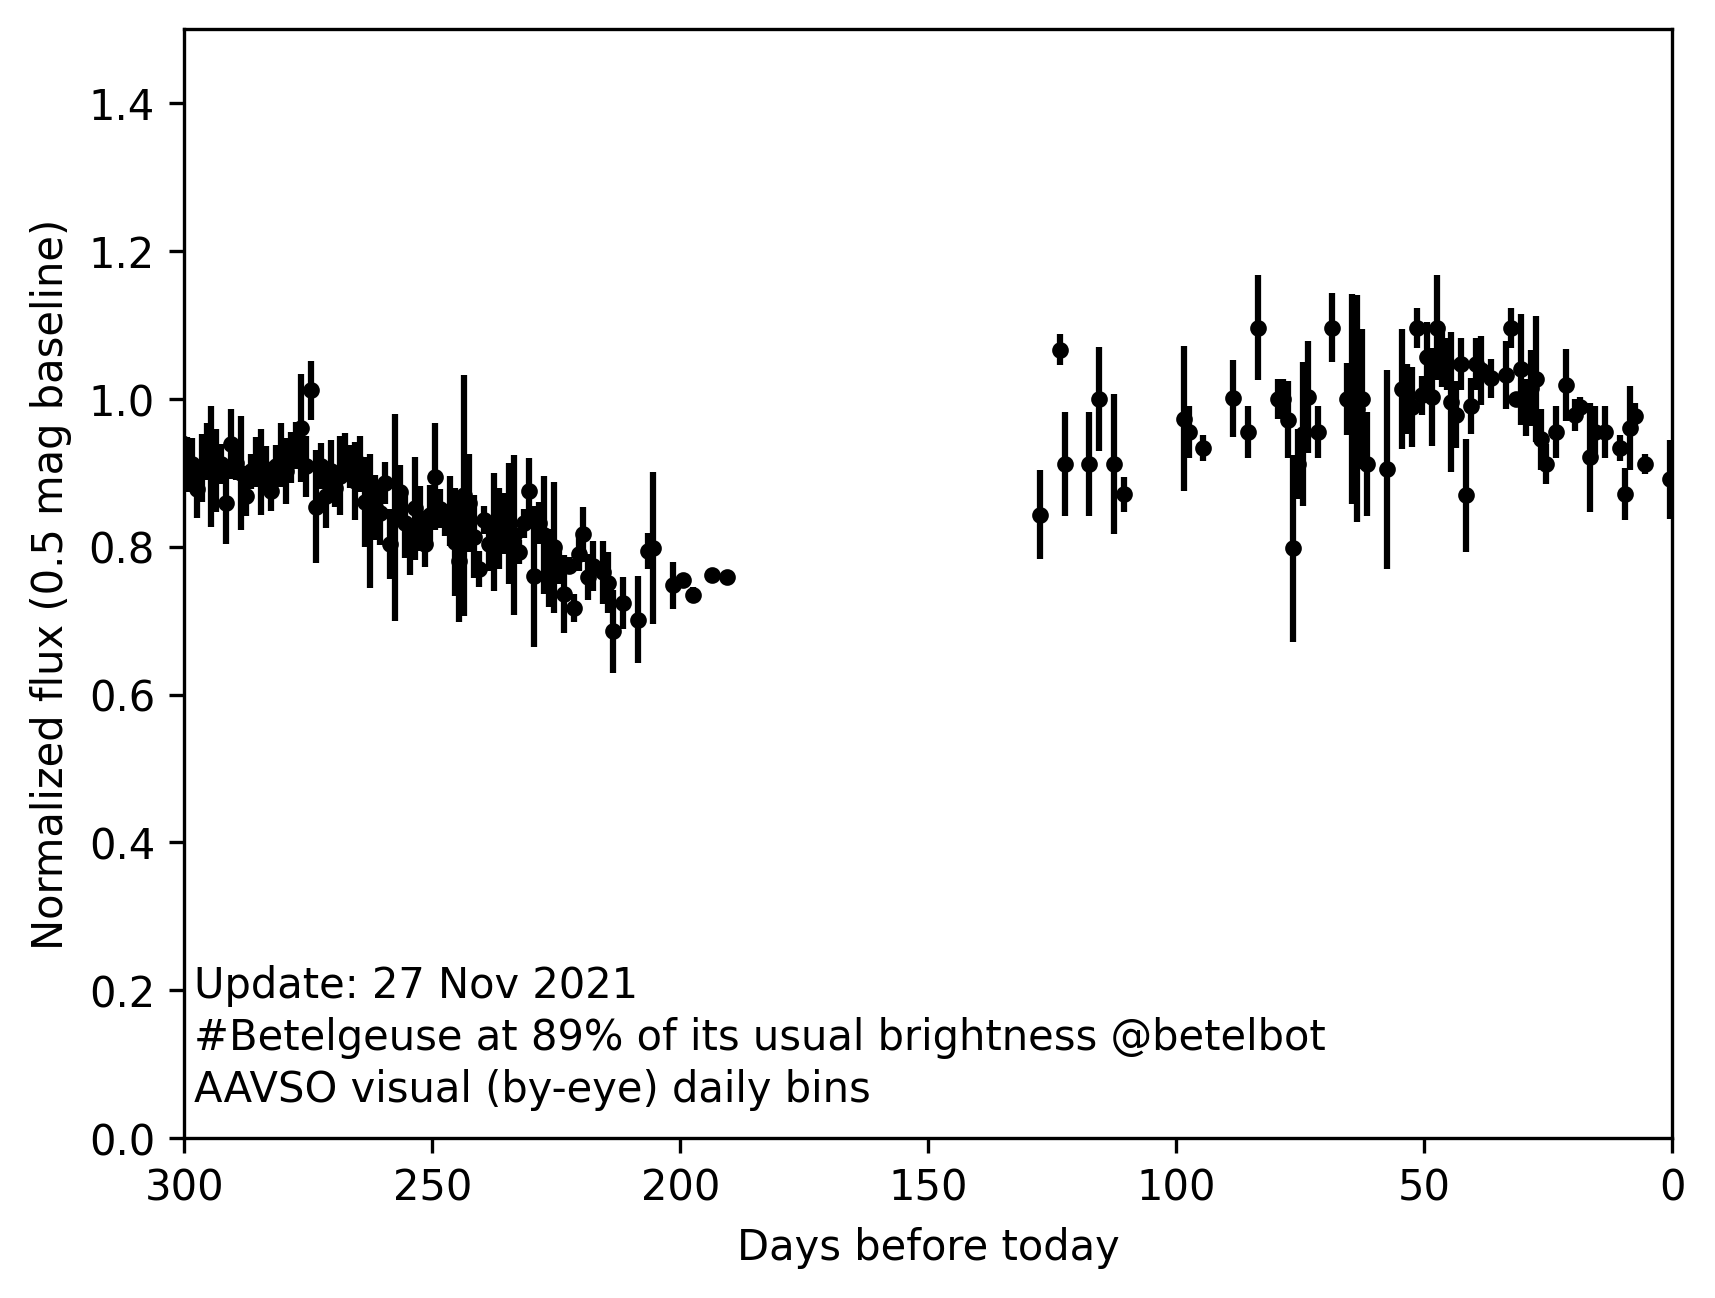 1.4
1.2
1.0
0.8
0.6
0.4
0.2
0.0
Normalized flux (0.5 mag baseline)
Update: 27 Nov 2021
#Betelgeuse at 89% of its usual brightness @betelbot
AAVSO visual (by-eye) daily bins
300 250 200 150 100 50 0
Days before today